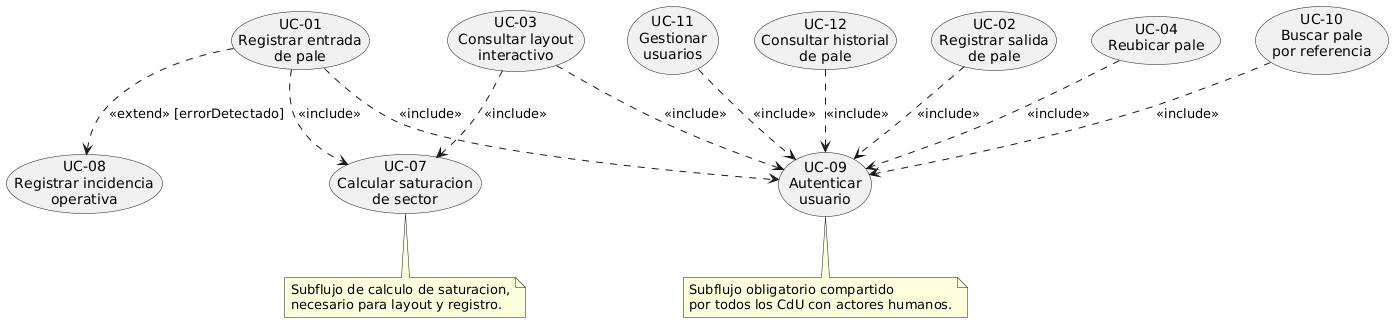 UC-01
Registrar entrada
de pale
UC-03
Consultar layout
interactivo
UC-11
Gestionar
usuarios
UC-12
Consultar historial
de pale
UC-02
Registrar salida
de pale
UC-04
Reubicar pale
UC-10
Buscar pale
por referencia
«extend» [errorDetectado]
«include»
«include»
«include»
«include»
«include»
«include»
«include»
«include»
«include»
UC-08
Registrar incidencia
operativa
UC-07
Calcular saturacion
de sector
UC-09
Autenticar
usuario
Subflujo de calculo de saturacion,
necesario para layout y registro.
Subflujo obligatorio compartido
por todos los CdU con actores humanos.